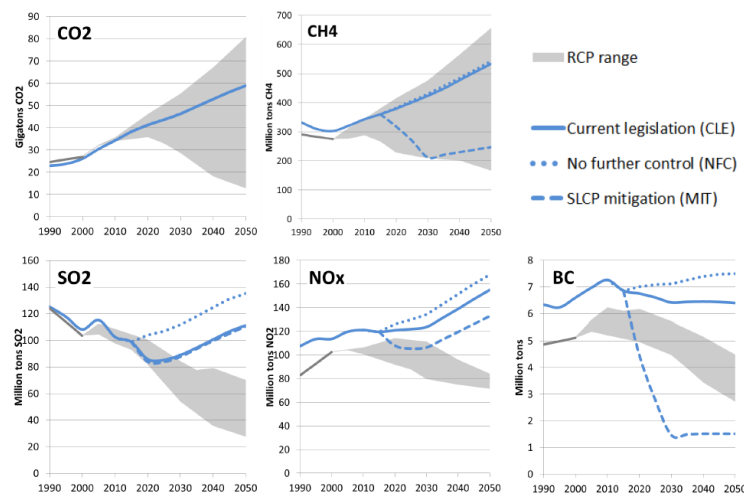 CO2
Gigatons CO2
90
80
70
60
50
40
30
20
10
0
1990 2000 2010 2020 2030 2040 2050
CH4
Million tons CH4
700
600
500
400
300
200
100
0
1990 2000 2010 2020 2030 2040 2050
RCP range
Current legislation (CLE)
No further control (NFC)
SLCP mitigation (MIT)
SO2
Million tons SO2
160
140
120
100
80
60
40
20
0
1990 2000 2010 2020 2030 2040 2050
NOx
Million tons NO2
180
160
140
120
100
80
60
40
20
0
1990 2000 2010 2020 2030 2040 2050
BC
Million tons
8
7
6
5
4
3
2
1
0
1990 2000 2010 2020 2030 2040 2050